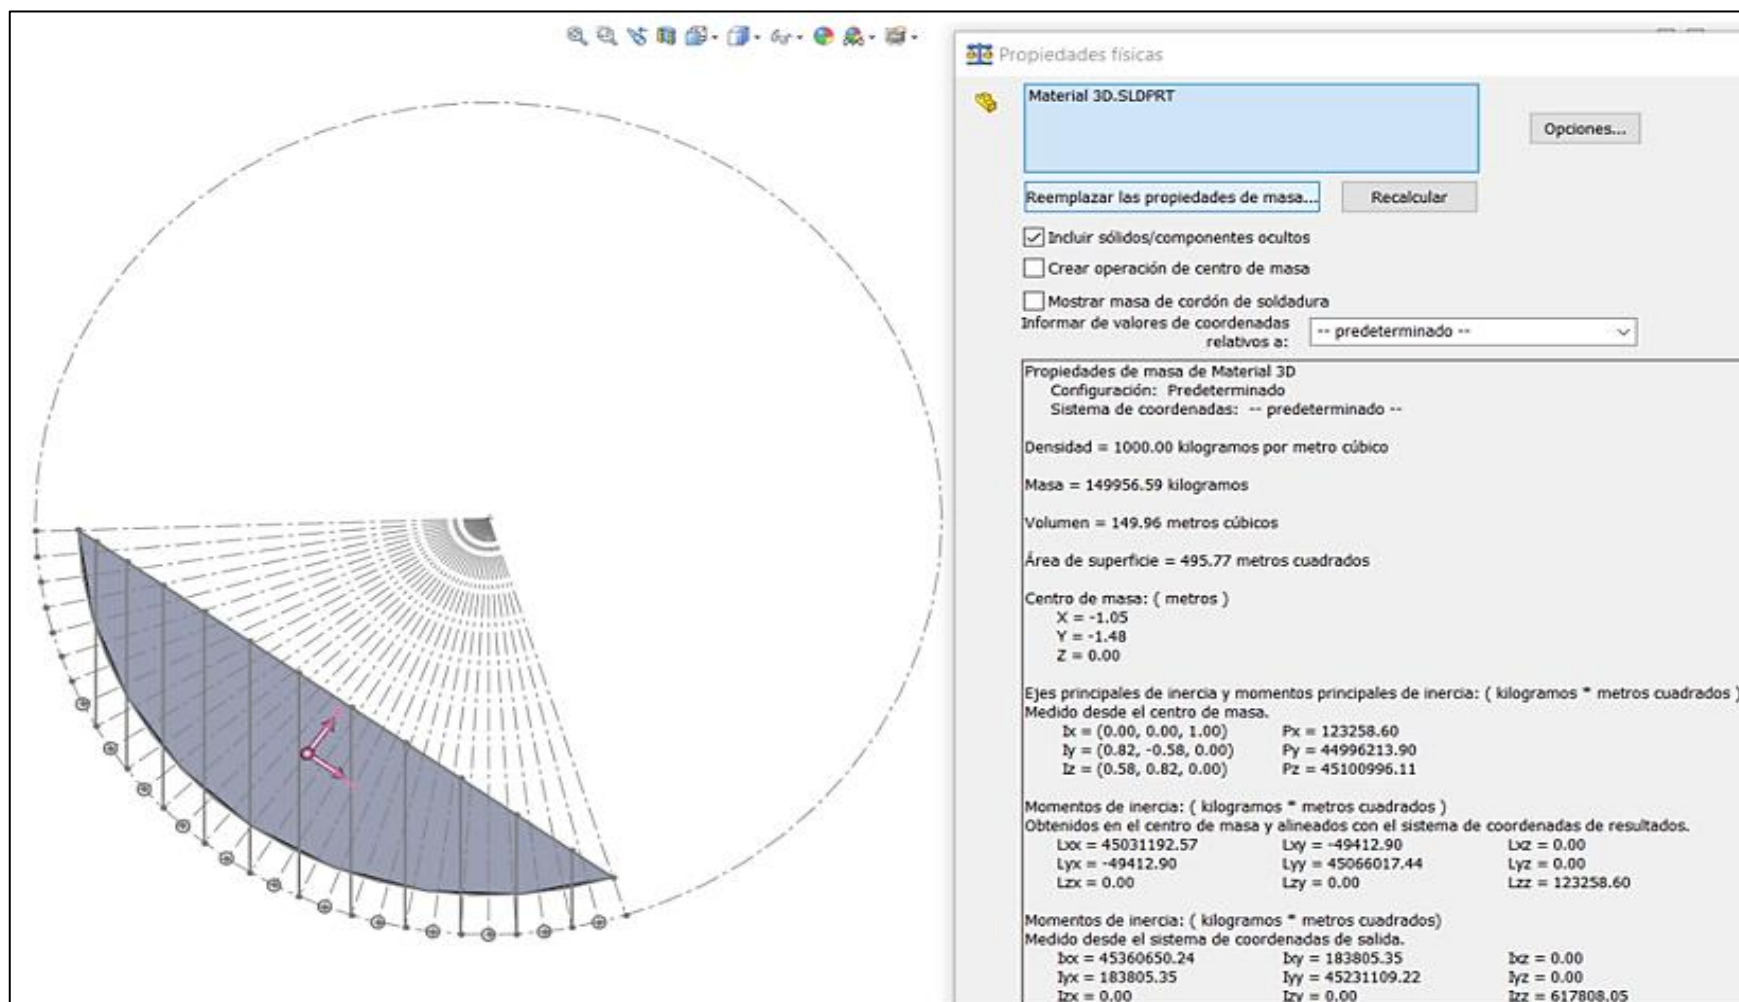 Propiedades físicas
Material 3D.SLDPRT
Opciones...
Reemplazar las propiedades de masa...
Recalcular
Incluir sólidos/componentes ocultos
Crear operación de centro de masa
Mostrar masa de cordón de soldadura
Informar de valores de coordenadas
relativos a:
-- predeterminado --
Propiedades de masa de Material 3D
Configuración: Predeterminado
Sistema de coordenadas: -- predeterminado --
Densidad = 1000.00 kilogramos por metro cúbico
Masa = 149956.59 kilogramos
Volumen = 149.96 metros cúbicos
Área de superficie = 495.77 metros cuadrados
Centro de masa: ( metros )
X = -1.05
Y = -1.48
Z = 0.00
Ejes principales de inercia y momentos principales de inercia: ( kilogramos * metros cuadrados )
Medido desde el centro de masa.
Ix = (0.00, 0.00, 1.00) Px = 123258.60
Iy = (0.82, -0.58, 0.00) Py = 44996213.90
Iz = (0.58, 0.82, 0.00) Pz = 45100996.11
Momentos de inercia: ( kilogramos * metros cuadrados )
Obtenidos en el centro de masa y alineados con el sistema de coordenadas de resultados.
Lxx = 45031192.57 Lxy = -49412.90 Lxz = 0.00
Lyx = -49412.90 Lyy = 45066017.44 Lyz = 0.00
Lzx = 0.00 Lzy = 0.00 Lzz = 123258.60
Momentos de inercia: ( kilogramos * metros cuadrados)
Medido desde el sistema de coordenadas de salida.
Ixx = 45360650.24 Ixy = 183805.35 Ixz = 0.00
Iyx = 183805.35 Iyy = 45231109.22 Iyz = 0.00
Izx = 0.00 Izy = 0.00 Izz = 617808.05